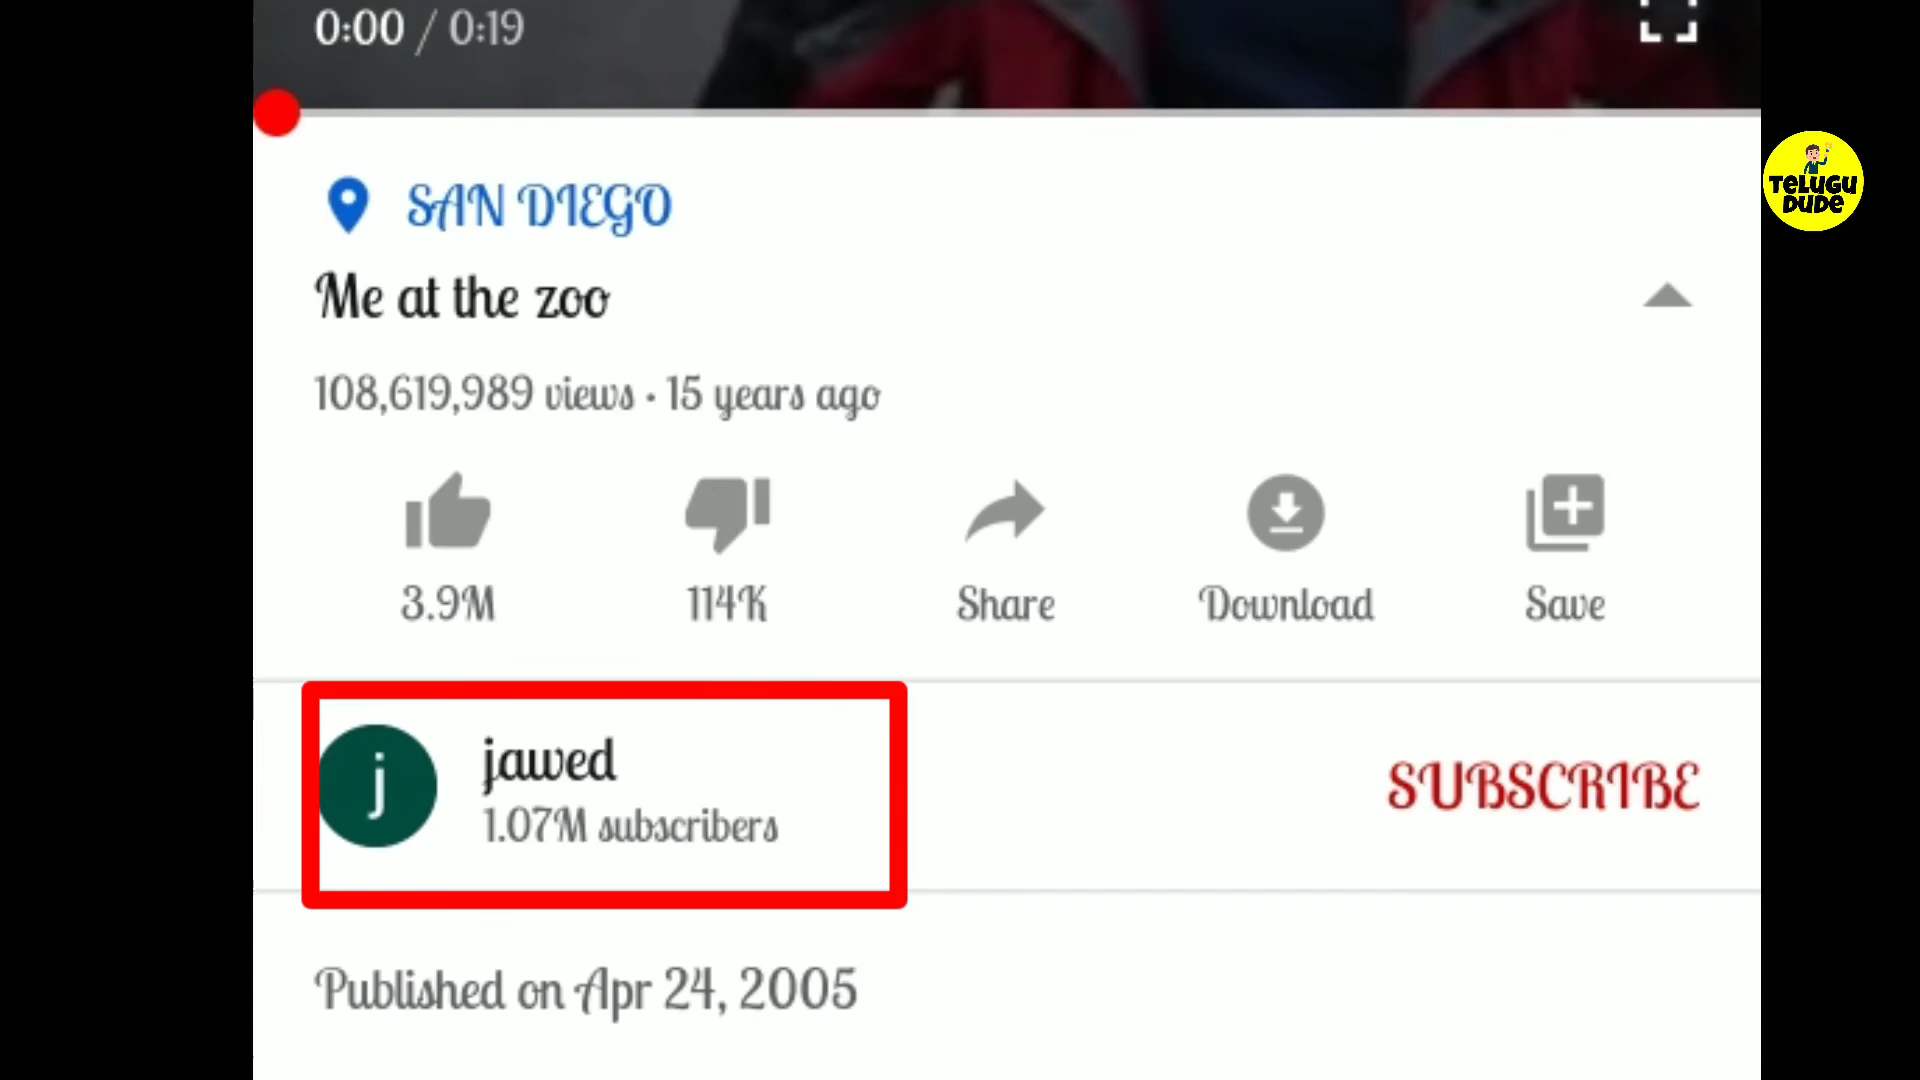 0:00 / 0:19
SAN DIEGO
Me at the zoo
108,619,989 views · 15 years ago
3.9M
114K
Share
Download
Save
j
jawed
1.07M subscribers
SUBSCRIBE
Published on Apr 24, 2005
TELUGU
DUDE